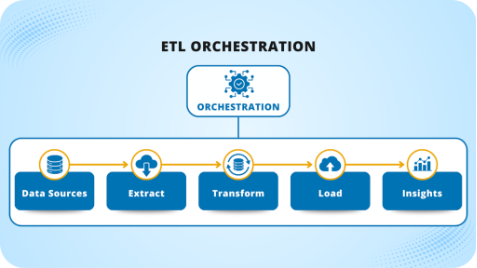 ETL ORCHESTRATION
ORCHESTRATION
Data Sources
Extract
Transform
Load
Insights